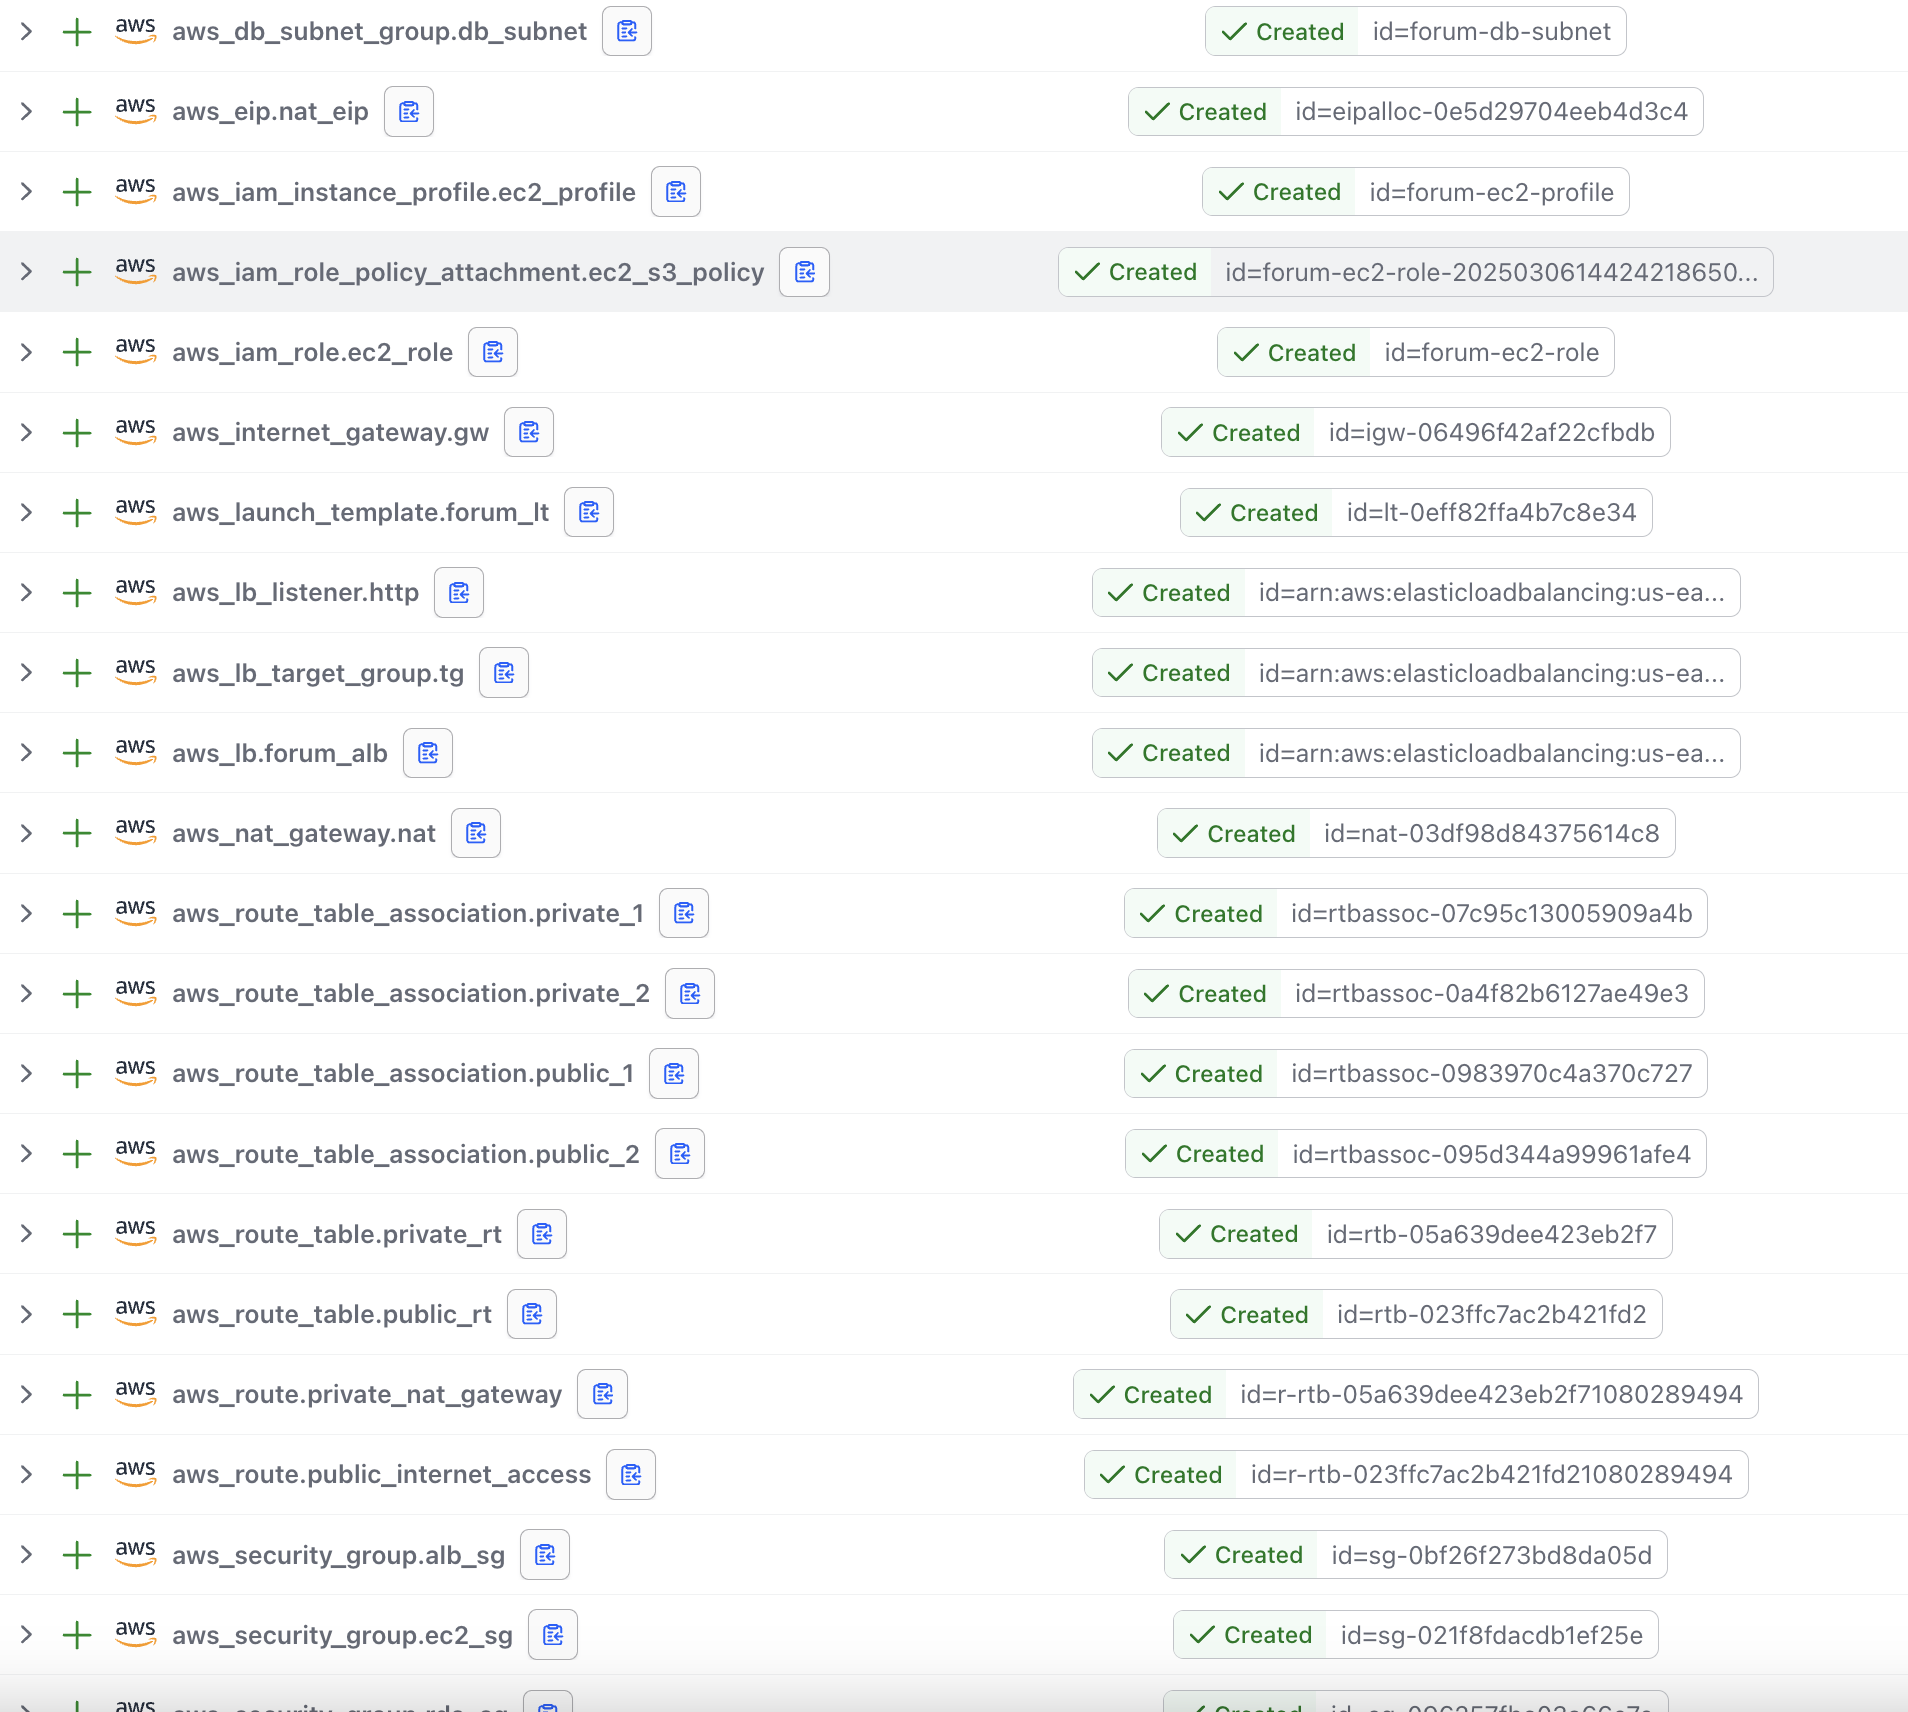 aws aws_db_subnet_group.db_subnet Created id=forum-db-subnet
aws aws_eip.nat_eip Created id=eipalloc-0e5d29704eeb4d3c4
aws aws_iam_instance_profile.ec2_profile Created id=forum-ec2-profile
aws aws_iam_role_policy_attachment.ec2_s3_policy Created id=forum-ec2-role-2025030614424218650...
aws aws_iam_role.ec2_role Created id=forum-ec2-role
aws aws_internet_gateway.gw Created id=igw-06496f42af22cfbdb
aws aws_launch_template.forum_lt Created id=lt-0eff82ffa4b7c8e34
aws aws_lb_listener.http Created id=arn:aws:elasticloadbalancing:us-ea...
aws aws_lb_target_group.tg Created id=arn:aws:elasticloadbalancing:us-ea...
aws aws_lb.forum_alb Created id=arn:aws:elasticloadbalancing:us-ea...
aws aws_nat_gateway.nat Created id=nat-03df98d84375614c8
aws aws_route_table_association.private_1 Created id=rtbassoc-07c95c13005909a4b
aws aws_route_table_association.private_2 Created id=rtbassoc-0a4f82b6127ae49e3
aws aws_route_table_association.public_1 Created id=rtbassoc-0983970c4a370c727
aws aws_route_table_association.public_2 Created id=rtbassoc-095d344a99961afe4
aws aws_route_table.private_rt Created id=rtb-05a639dee423eb2f7
aws aws_route_table.public_rt Created id=rtb-023ffc7ac2b421fd2
aws aws_route.private_nat_gateway Created id=r-rtb-05a639dee423eb2f71080289494
aws aws_route.public_internet_access Created id=r-rtb-023ffc7ac2b421fd21080289494
aws aws_security_group.alb_sg Created id=sg-0bf26f273bd8da05d
aws aws_security_group.ec2_sg Created id=sg-021f8fdacdb1ef25e
aws aws_security_group.rds_sg Created